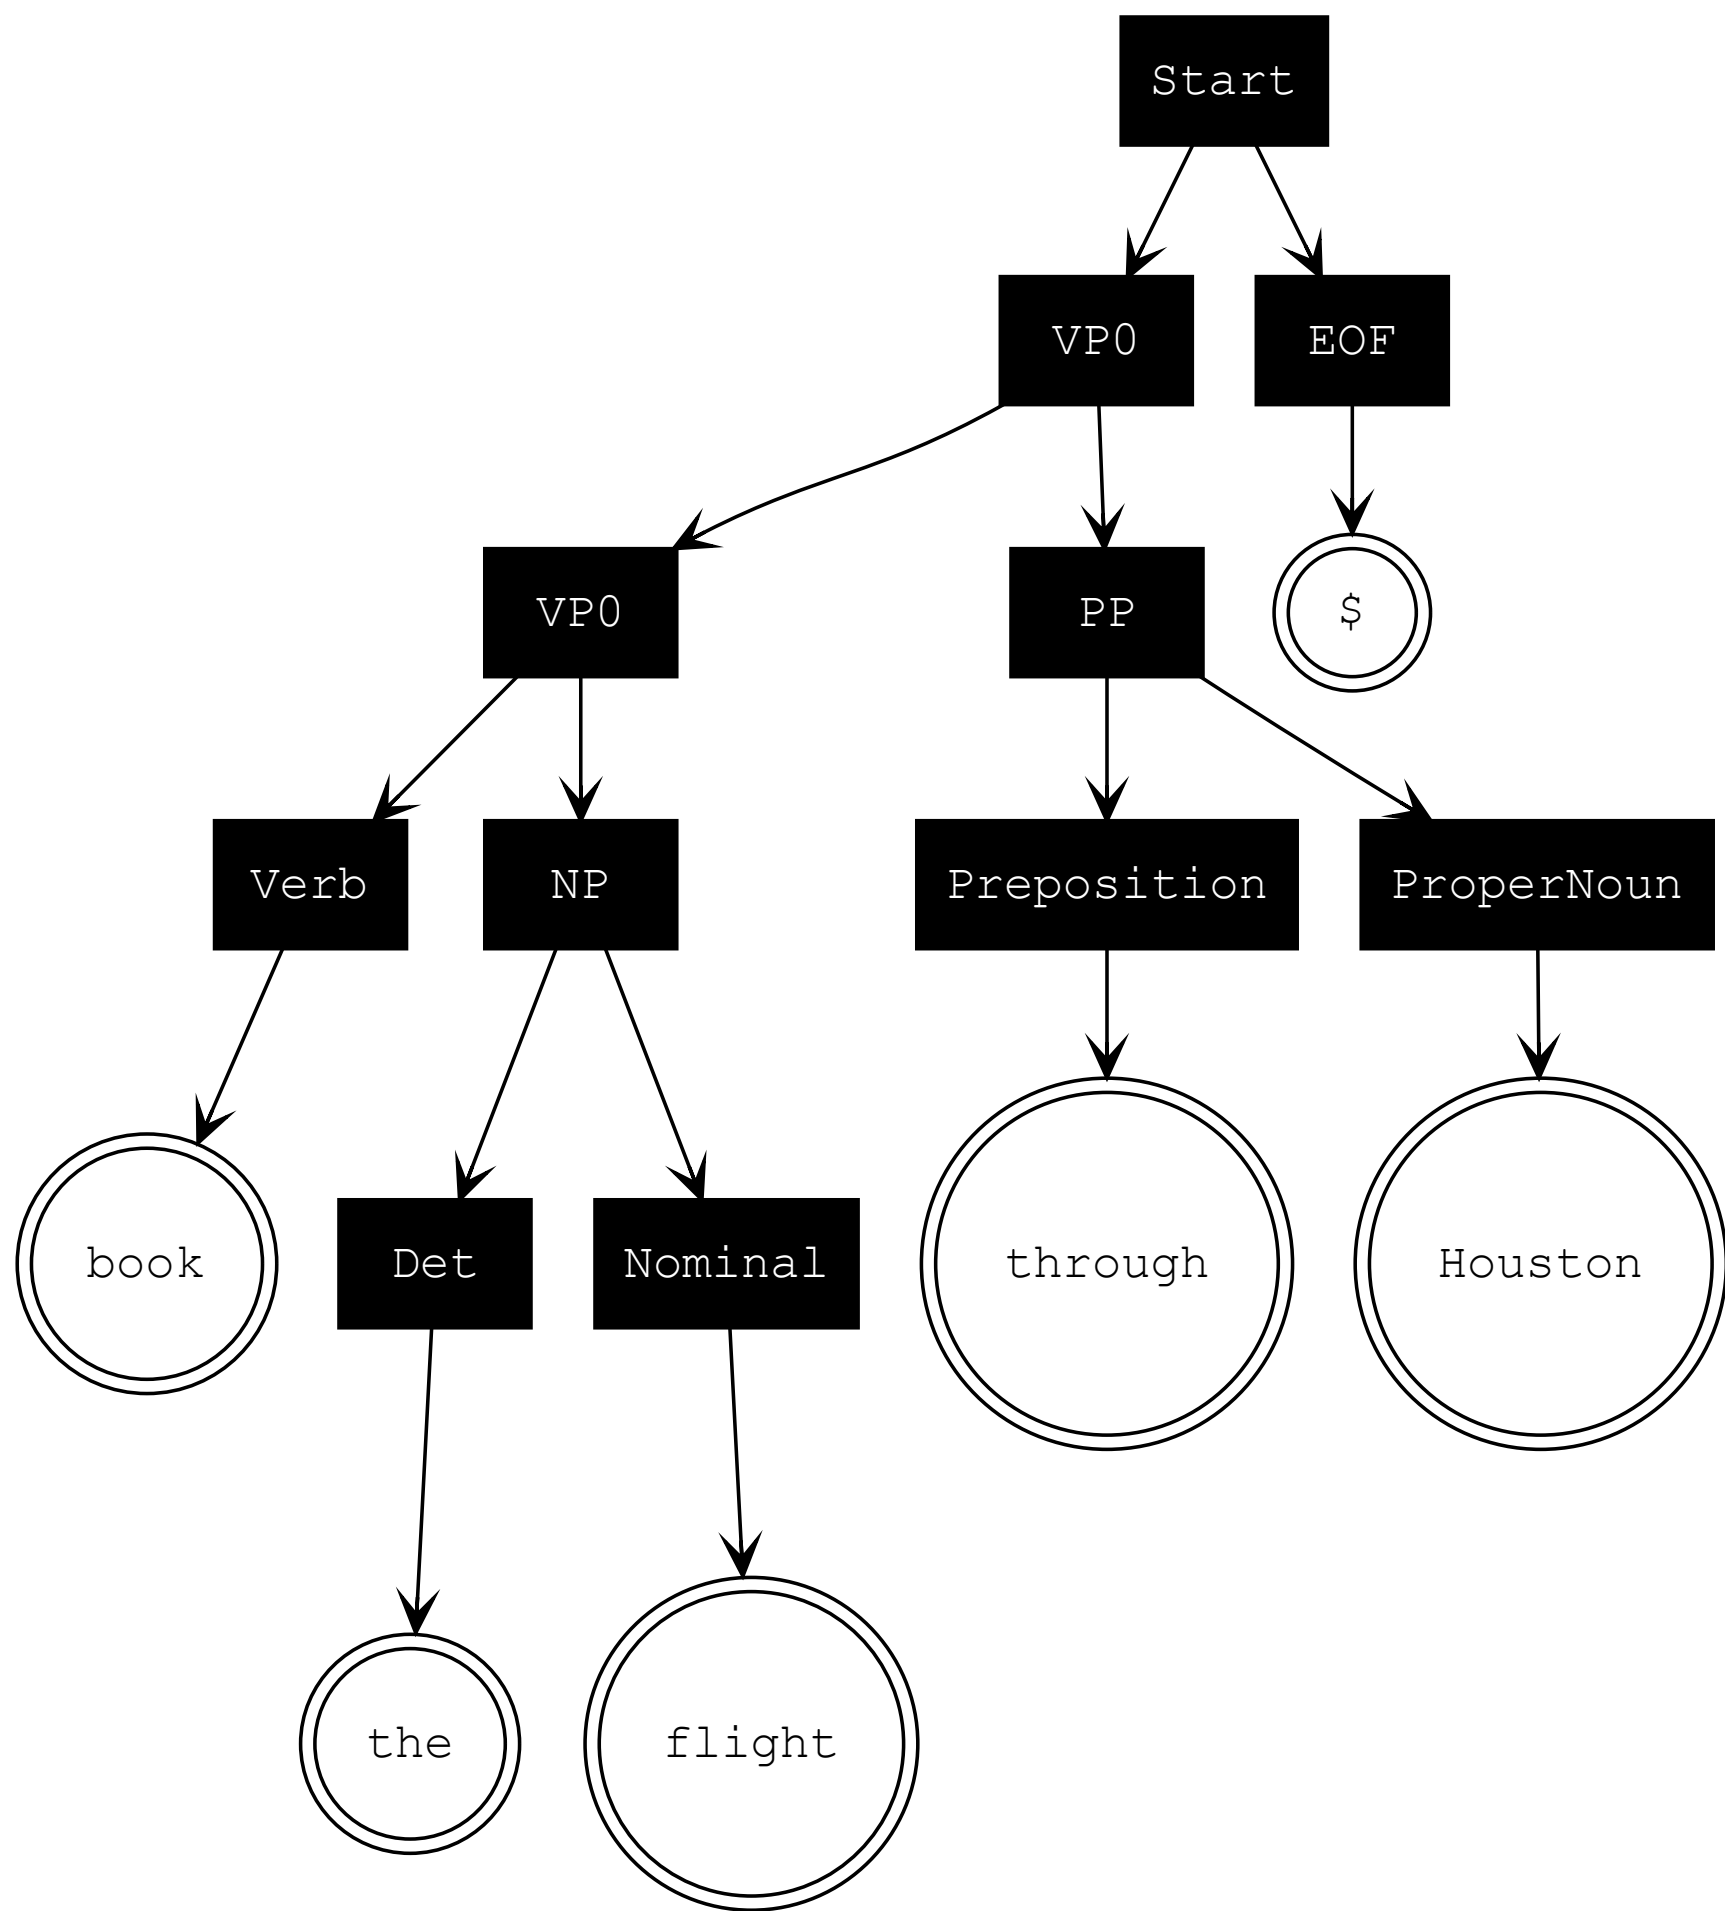 Start
VP0 EOF
VP0 PP $
Verb NP Preposition ProperNoun
book Det Nominal through Houston
the flight